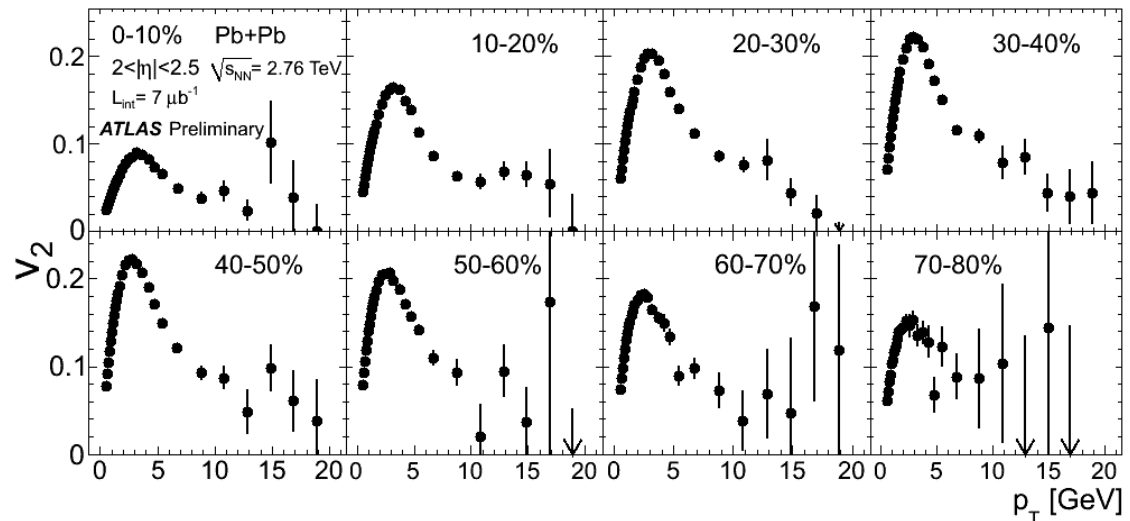 0-10% Pb+Pb
2<|η|<2.5 √s_NN= 2.76 TeV
L_int= 7 μb⁻¹
ATLAS Preliminary
10-20%
20-30%
30-40%
0.2
0.1
0
40-50%
50-60%
60-70%
70-80%
0.2
0.1
0
v₂
0 5 10 15 20
0 5 10 15 20
0 5 10 15 20
0 5 10 15 20
p_T [GeV]